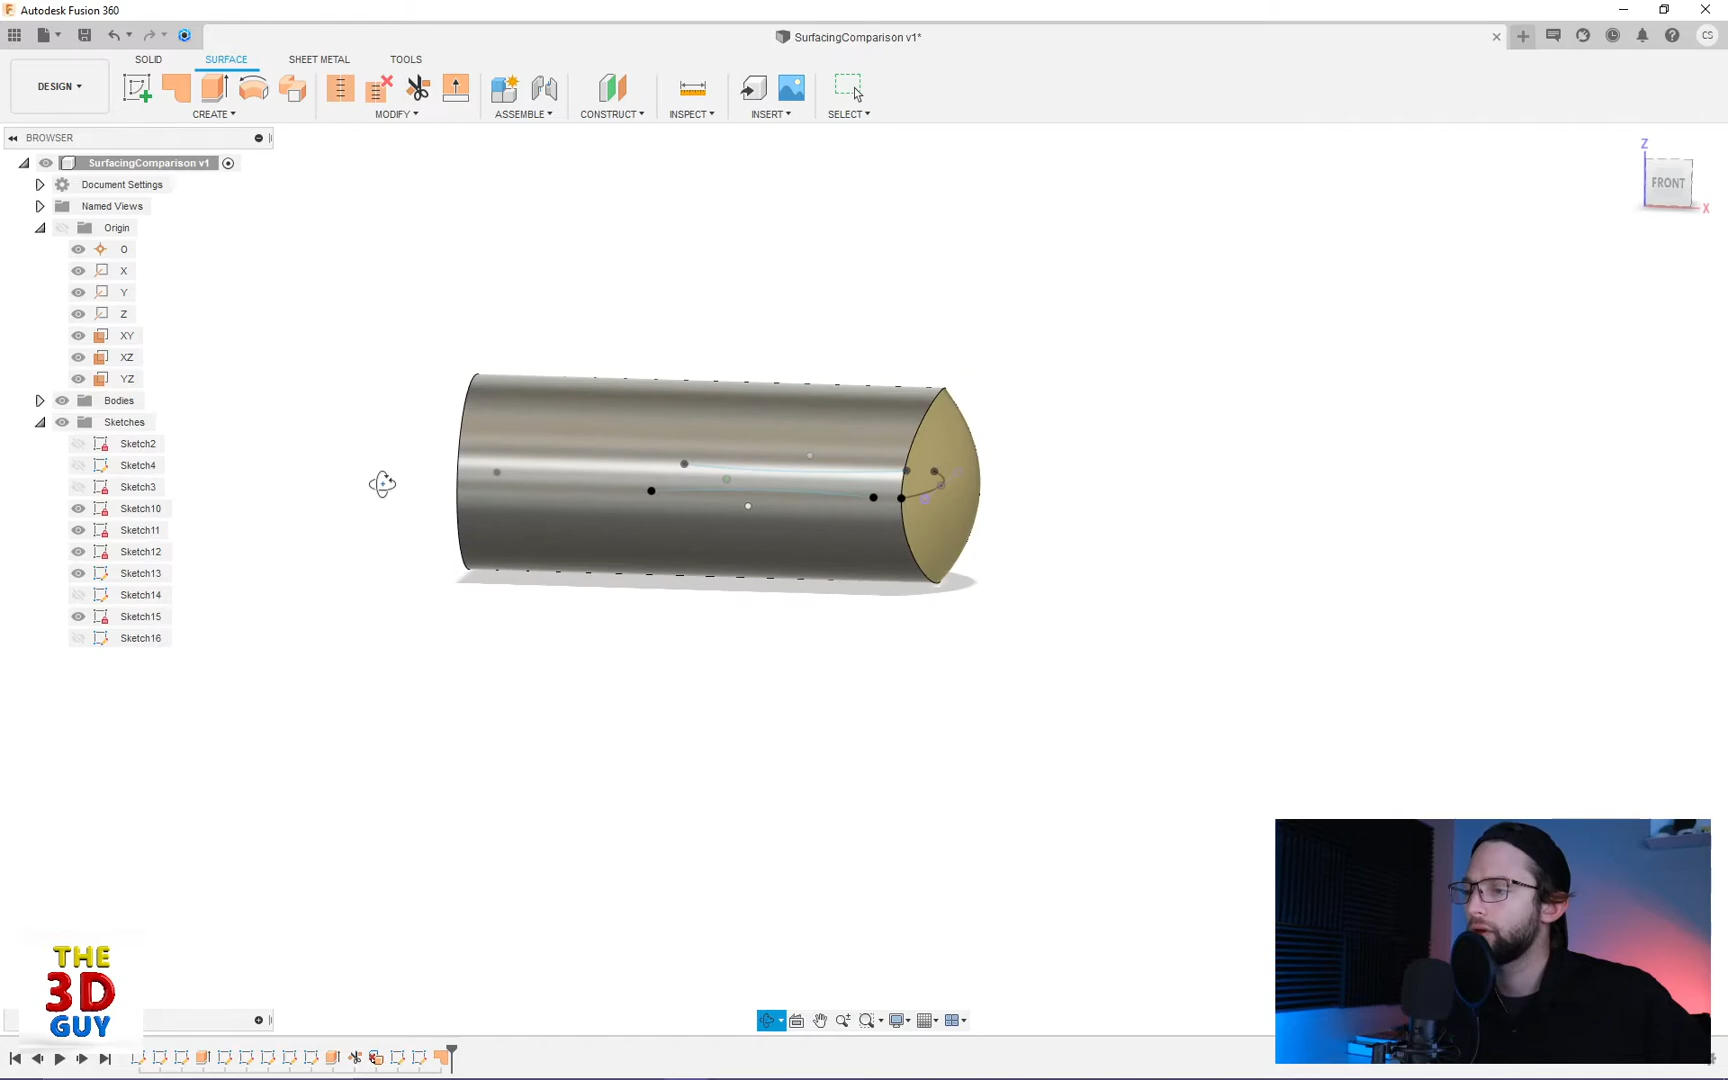 Autodesk Fusion 360
SurfacingComparison v1*
CS
DESIGN
SOLID
SURFACE
SHEET METAL
TOOLS
CREATE
MODIFY
ASSEMBLE
CONSTRUCT
INSPECT
INSERT
SELECT
BROWSER
SurfacingComparison v1
Document Settings
Named Views
Origin
O
X
Y
Z
XY
XZ
YZ
Bodies
Sketches
Sketch2
Sketch4
Sketch3
Sketch10
Sketch11
Sketch12
Sketch13
Sketch14
Sketch15
Sketch16
Z
FRONT
X
THE
3D
GUY